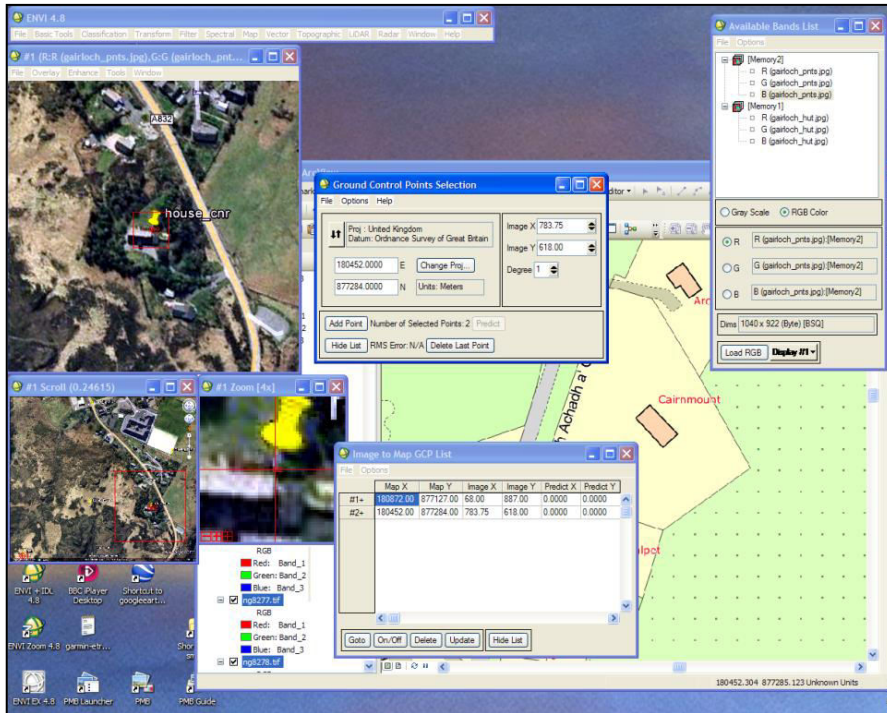 ENVI 4.8
File Basic Tools Classification Transform Filter Spectral Map Vector Topographic LiDAR Radar Window Help
#1 (R:R (gairloch_pnts.jpg),G:G (gairloch_pnt...
File Overlay Enhance Tools Window
A832
house_cnr
Available Bands List
File Options
[Memory2]
R (gairloch_pnts.jpg)
G (gairloch_pnts.jpg)
B (gairloch_pnts.jpg)
[Memory1]
R (gairloch_hut.jpg)
G (gairloch_hut.jpg)
B (gairloch_hut.jpg)
Gray Scale RGB Color
R R (gairloch_pnts.jpg):[Memory2]
G G (gairloch_pnts.jpg):[Memory2]
B B (gairloch_pnts.jpg):[Memory2]
Dims 1040 x 922 (Byte) [BSQ]
Load RGB Display #1
Ground Control Points Selection
File Options Help
Proj : United Kingdom
Datum: Ordnance Survey of Great Britain
180452.0000 E Change Proj...
877284.0000 N Units: Meters
Image X 783.75
Image Y 618.00
Degree 1
Add Point Number of Selected Points: 2 Predict
Hide List RMS Error: N/A Delete Last Point
Achadh a'
Cairnmount
#1 Scroll (0.24615)
#1 Zoom [4x]
Image to Map GCP List
File Options
Map X Map Y Image X Image Y Predict X Predict Y
#1+ 180872.00 877127.00 68.00 887.00 0.0000 0.0000
#2+ 180452.00 877284.00 783.75 618.00 0.0000 0.0000
Goto On/Off Delete Update Hide List
RGB
Red: Band_1
Green: Band_2
Blue: Band_3
ng8277.tif
RGB
Red: Band_1
Green: Band_2
Blue: Band_3
ng8278.tif
ENVI + IDL 4.8
BBC iPlayer Desktop
Shortcut to googleeart...
ENVI Zoom 4.8
garmin-etr...
ENVI EX 4.8
PMB Launcher
PMB
PMB Guide
180452.304 877285.123 Unknown Units